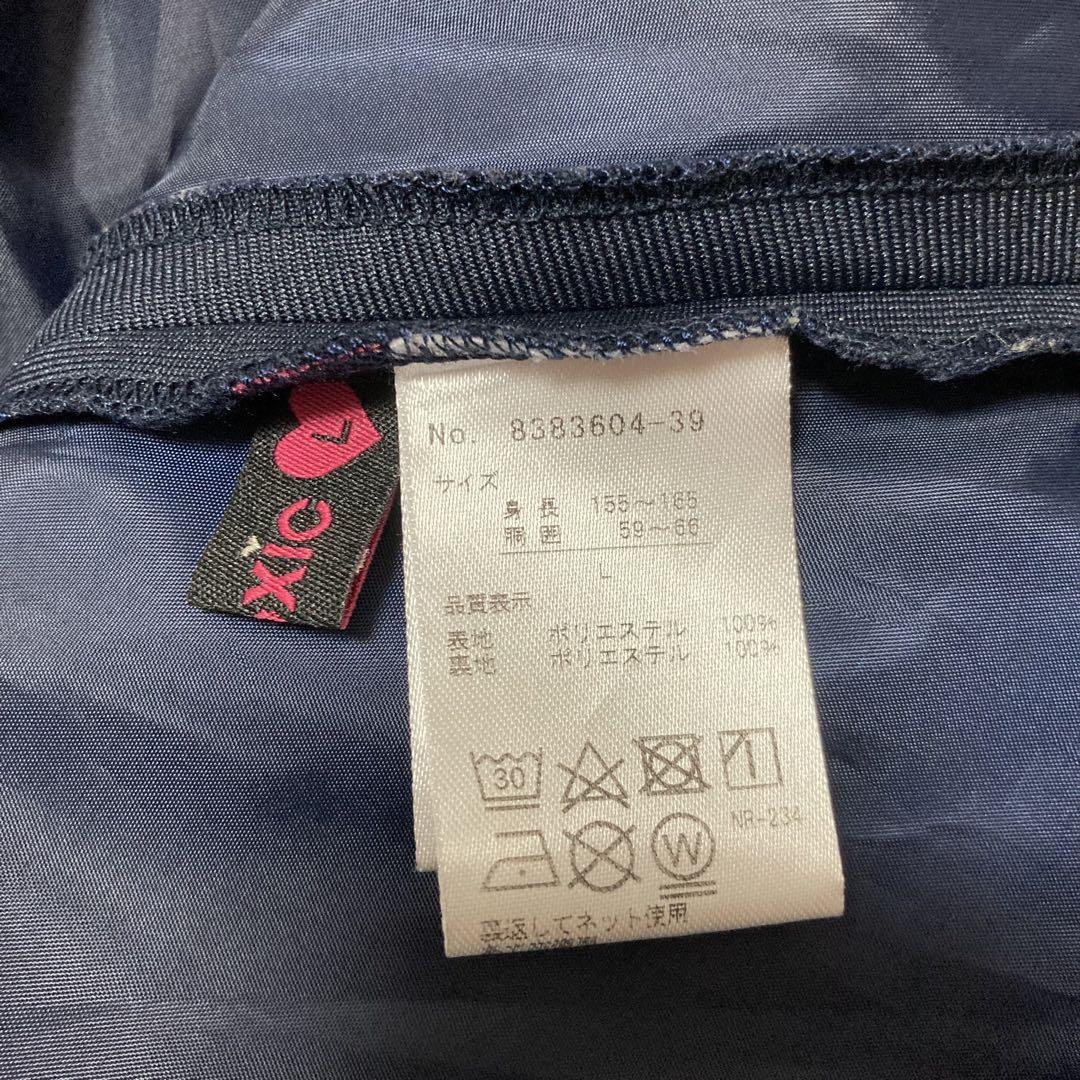 L
xic
No. 8383604-39
サイズ
身長 155～165
胴囲 59～66
L
品質表示
表地 ポリエステル 100%
裏地 ポリエステル 100%
30
NR-234
W
裏返してネット使用